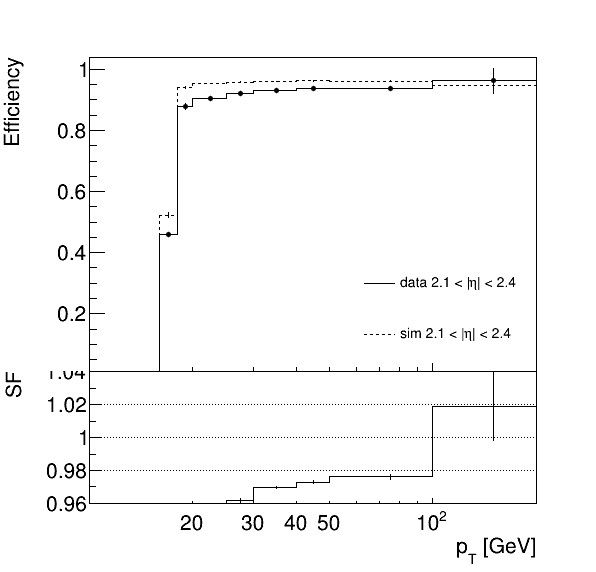 Efficiency
1
0.8
0.6
0.4
0.2
data 2.1 < |η| < 2.4
sim 2.1 < |η| < 2.4
SF
1.04
1.02
1
0.98
0.96
20 30 40 50 10²
p_T [GeV]